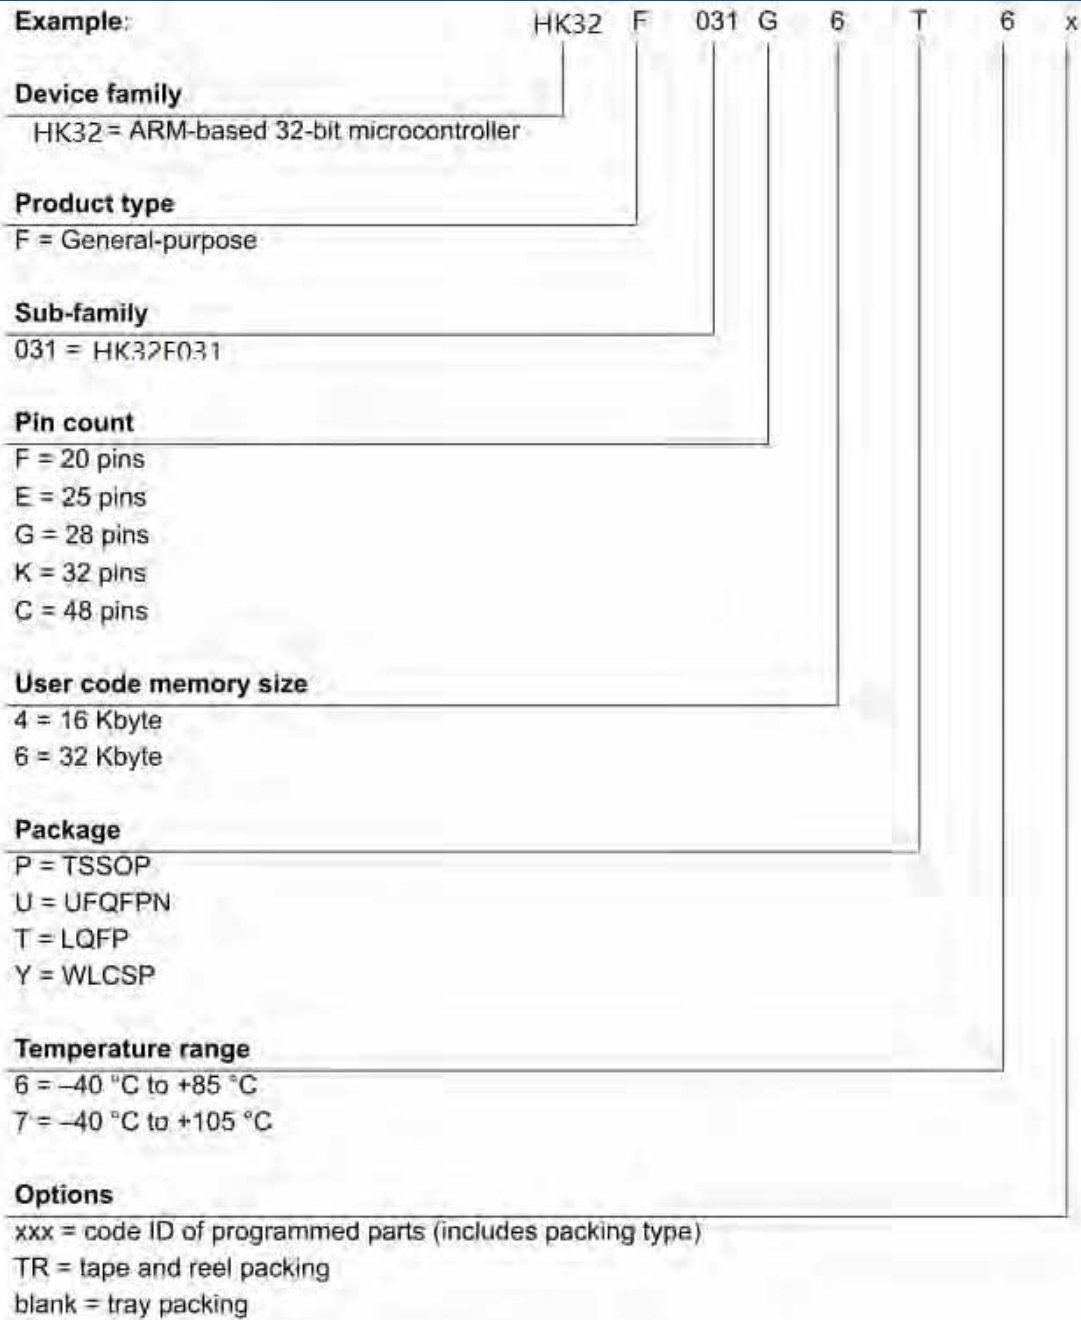 Example: HK32 F 031 G 6 T 6 x
Device family
HK32 = ARM-based 32-bit microcontroller
Product type
F = General-purpose
Sub-family
031 = HK32F031
Pin count
F = 20 pins
E = 25 pins
G = 28 pins
K = 32 pins
C = 48 pins
User code memory size
4 = 16 Kbyte
6 = 32 Kbyte
Package
P = TSSOP
U = UFQFPN
T = LQFP
Y = WLCSP
Temperature range
6 = –40 °C to +85 °C
7 = –40 °C to +105 °C
Options
xxx = code ID of programmed parts (includes packing type)
TR = tape and reel packing
blank = tray packing